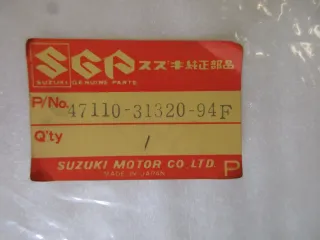 SGP スズキ純正部品
SUZUKI GENUINE PARTS
P/No. 47110-31320-94F
Q'ty 1
SUZUKI MOTOR CO LTD.
MADE IN JAPAN P